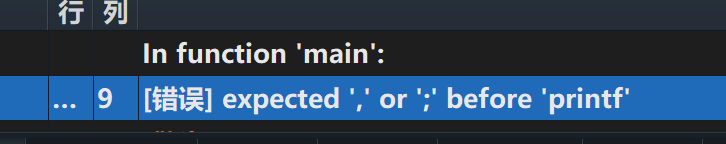 行 列
In function 'main':
... 9 [错误] expected ',' or ';' before 'printf'